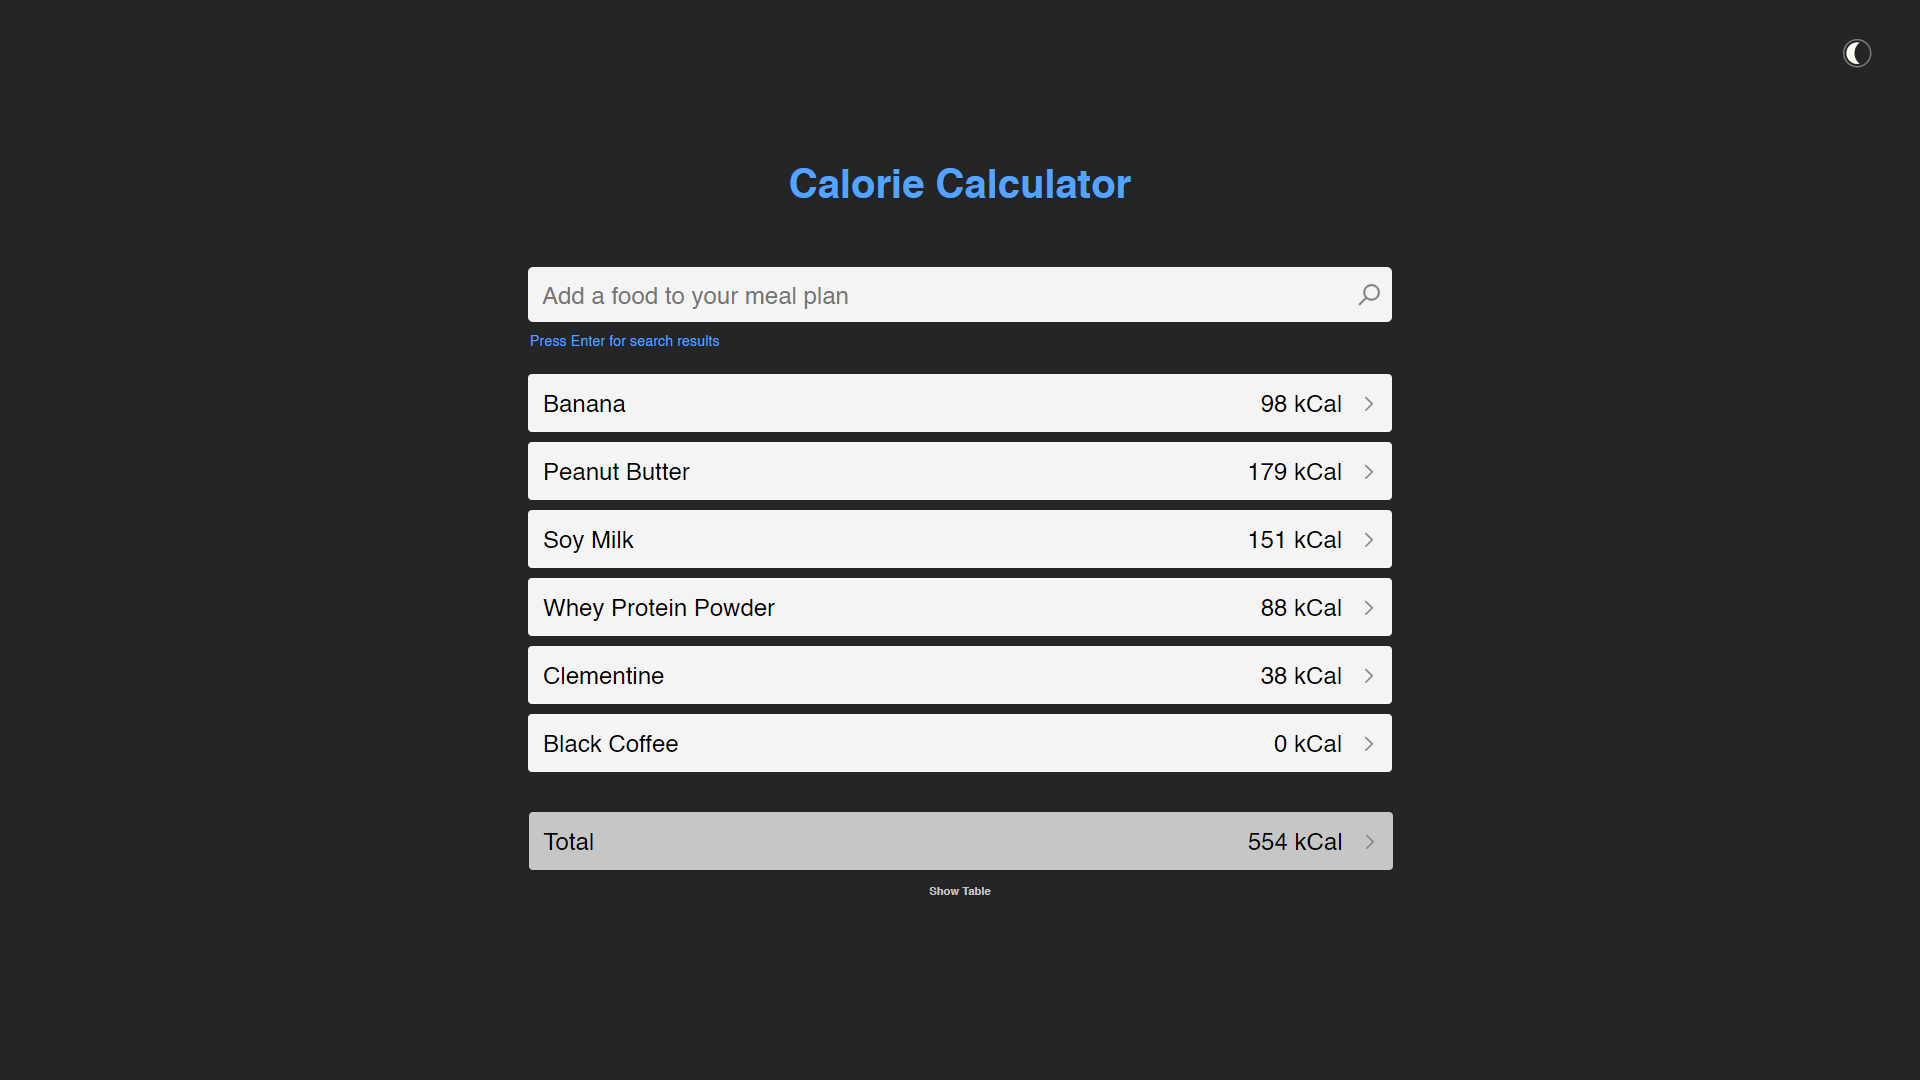 Calorie Calculator
Add a food to your meal plan
Press Enter for search results
Banana 98 kCal
Peanut Butter 179 kCal
Soy Milk 151 kCal
Whey Protein Powder 88 kCal
Clementine 38 kCal
Black Coffee 0 kCal
Total 554 kCal
Show Table